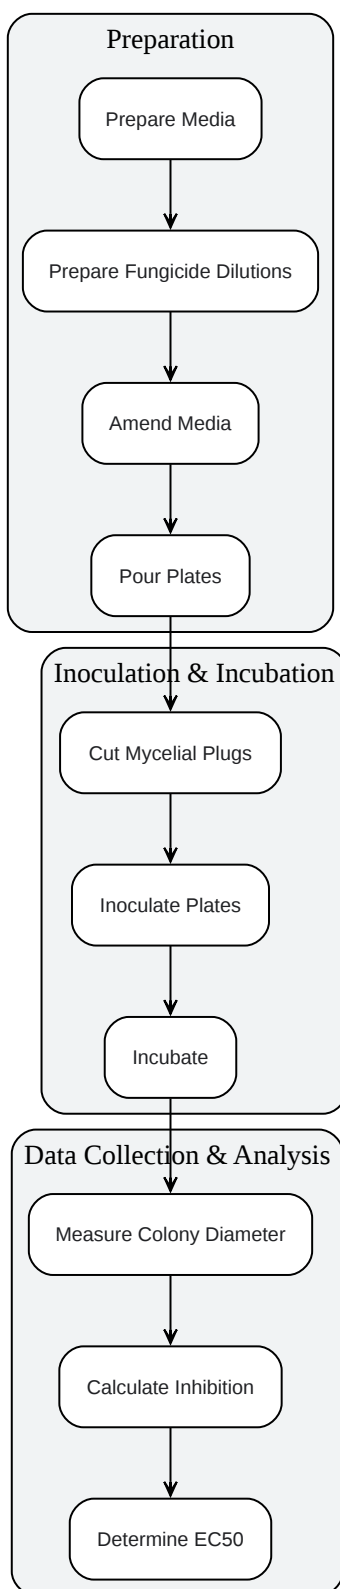 Preparation
Prepare Media
Prepare Fungicide Dilutions
Amend Media
Pour Plates
Inoculation & Incubation
Cut Mycelial Plugs
Inoculate Plates
Incubate
Data Collection & Analysis
Measure Colony Diameter
Calculate Inhibition
Determine EC50